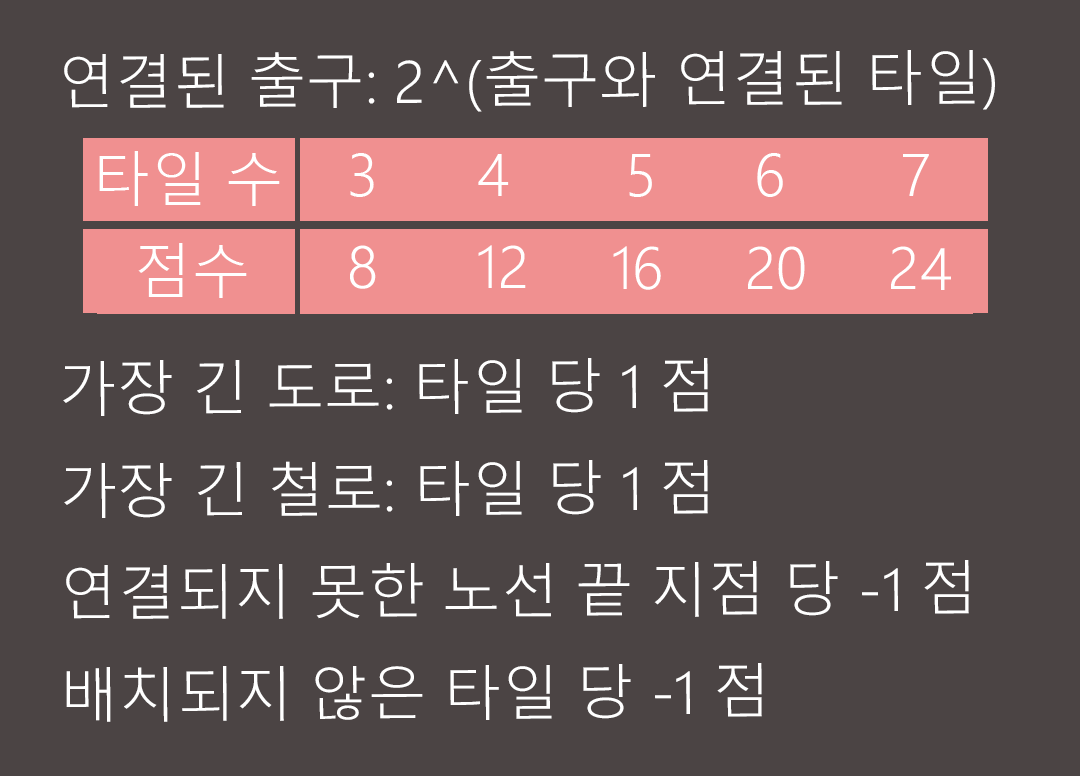 연결된 출구: 2^(출구와 연결된 타일)
타일 수 3 4 5 6 7
점수 8 12 16 20 24
가장 긴 도로: 타일 당 1 점
가장 긴 철로: 타일 당 1 점
연결되지 못한 노선 끝 지점 당 -1 점
배치되지 않은 타일 당 -1 점